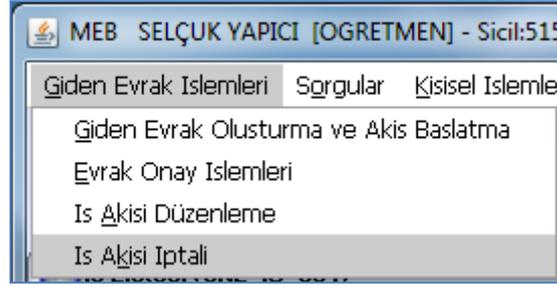 MEB SELÇUK YAPICI [OGRETMEN] - Sicil:515
Giden Evrak Islemleri Sorgular Kisisel Islemle
Giden Evrak Olusturma ve Akis Baslatma
Evrak Onay Islemleri
Is Akisi Düzenleme
Is Akisi Iptali